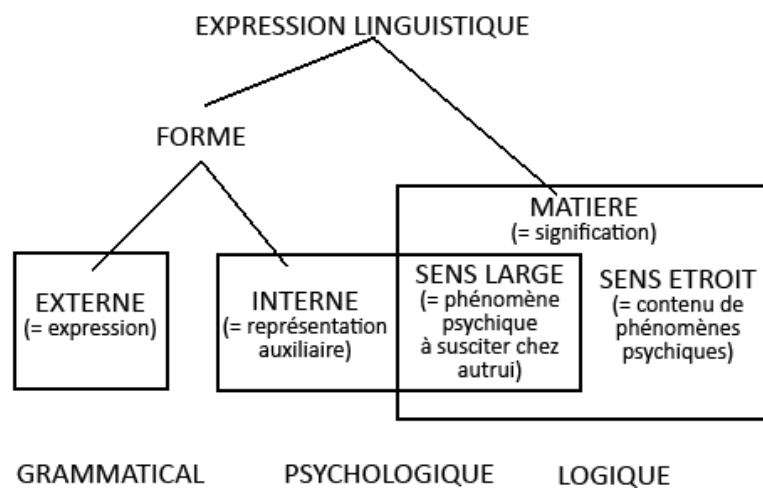 EXPRESSION LINGUISTIQUE
FORME
MATIERE
(= signification)
EXTERNE
(= expression)
INTERNE
(= représentation
auxiliaire)
SENS LARGE
(= phénomène
psychique
à susciter chez
autrui)
SENS ETROIT
(= contenu de
phénomènes
psychiques)
GRAMMATICAL
PSYCHOLOGIQUE
LOGIQUE